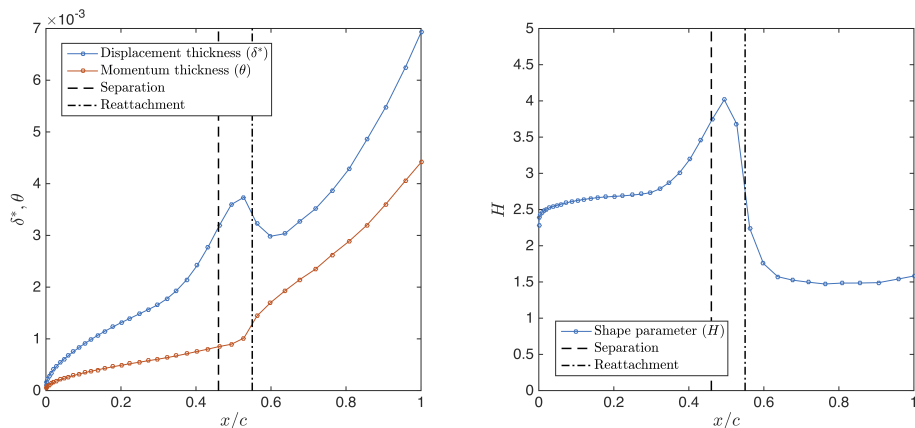 ×10⁻³
7
6
5
4
3
2
1
0
δ*, θ
Displacement thickness (δ*)
Momentum thickness (θ)
Separation
Reattachment
0
0.2
0.4
0.6
0.8
1
x/c
5
4.5
4
3.5
3
2.5
2
1.5
1
0.5
0
H
Shape parameter (H)
Separation
Reattachment
0
0.2
0.4
0.6
0.8
1
x/c